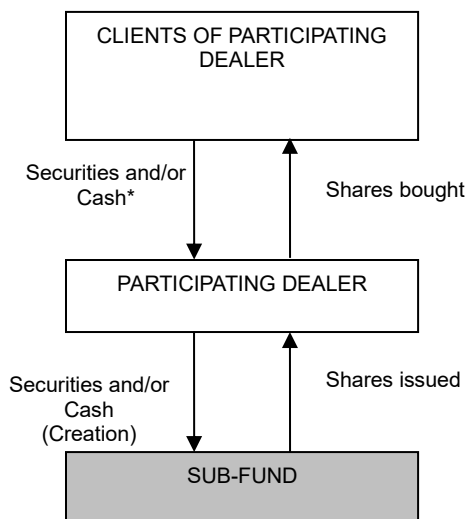 CLIENTS OF PARTICIPATING
DEALER
Securities and/or
Cash*
Shares bought
PARTICIPATING DEALER
Securities and/or
Cash
(Creation)
Shares issued
SUB-FUND